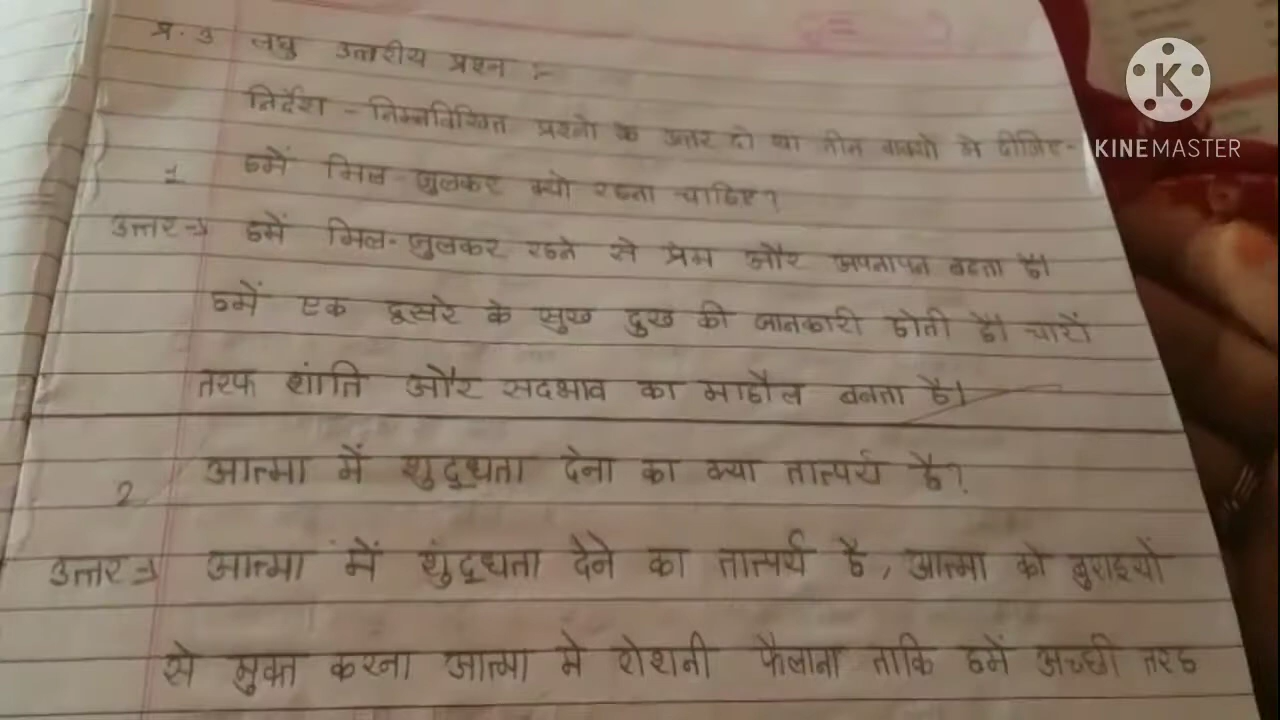 प्र. 3 लघु उत्तरीय प्रश्न :-
निर्देश - निम्नलिखित प्रश्नो के उत्तर दो या तीन वाक्यो मे दीजिए-
1 हमें मिल-जुलकर क्यो रहना चाहिए?
उत्तर⇒ हमें मिल-जुलकर रहने से प्रेम और अपनापन बढता है।
हमें एक दूसरे के सुख दुख की जानकारी होती है। चारों
तरफ शांति और सदभाव का माहौल बनता है।
2 आत्मा में शुद्धता देना का क्या तात्पर्य है?
उत्तर⇒ आत्मा में शुंद्धता देने का तात्पर्य है, आत्मा को बुराइयों
से मुक्त करना आत्मा मे रोशनी फैलाना ताकि हमें अच्छी तरह
KINEMASTER